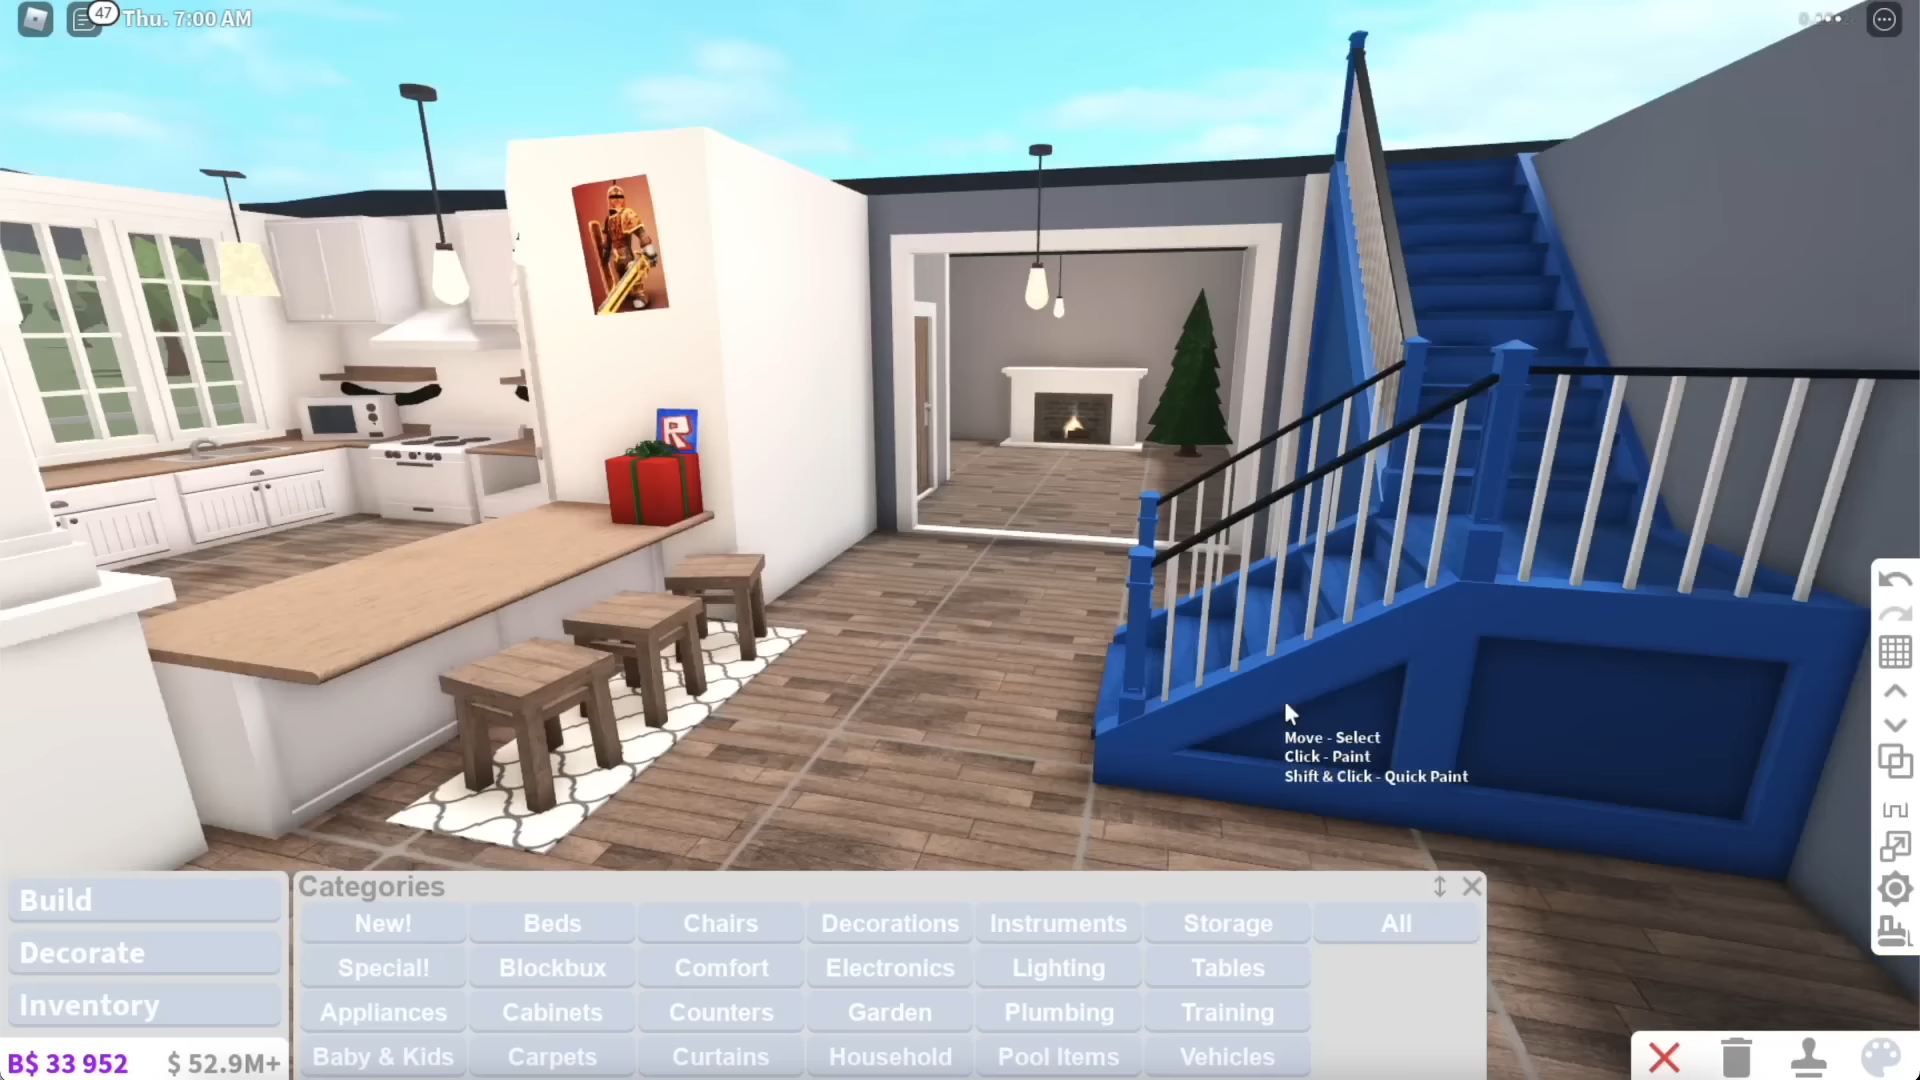 47
Thu. 7:00 AM
R
Move - Select
Click - Paint
Shift & Click - Quick Paint
Build
Decorate
Inventory
B$ 33 952
$ 52.9M+
Categories
New!
Beds
Chairs
Decorations
Instruments
Storage
All
Special!
Blockbux
Comfort
Electronics
Lighting
Tables
Appliances
Cabinets
Counters
Garden
Plumbing
Training
Baby & Kids
Carpets
Curtains
Household
Pool Items
Vehicles